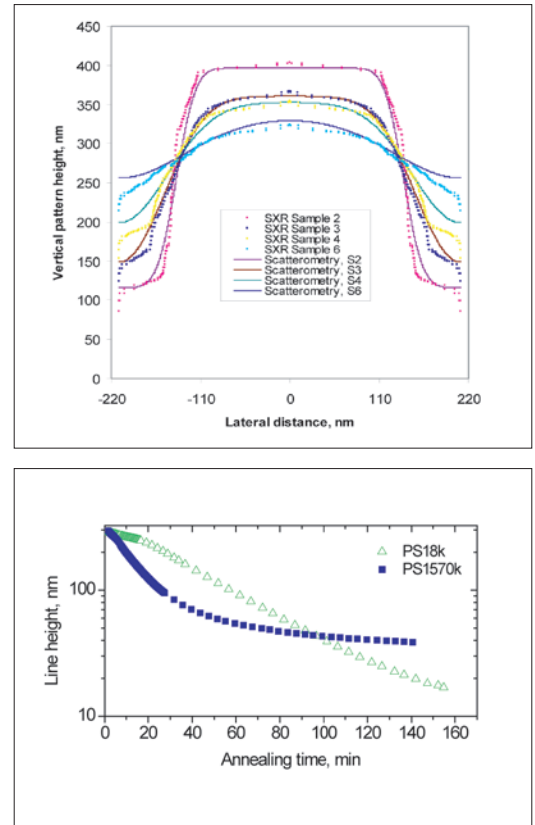 450
400
350
300
250
200
150
100
50
0
Vertical pattern height, nm
SXR Sample 2
SXR Sample 3
SXR Sample 4
SXR Sample 6
Scatterometry, S2
Scatterometry, S3
Scatterometry, S4
Scatterometry, S6
-220 -110 0 110 220
Lateral distance, nm
PS18k
PS1570k
100
10
Line height, nm
0 20 40 60 80 100 120 140 160
Annealing time, min